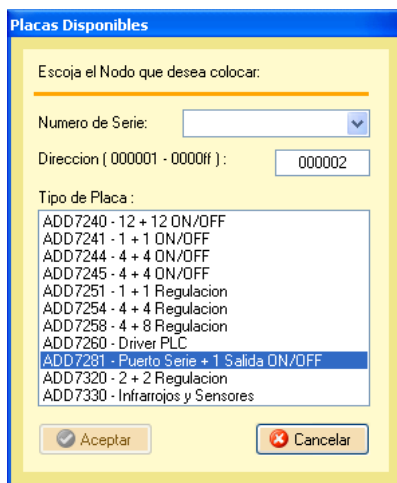 Placas Disponibles
Escoja el Nodo que desea colocar:
Numero de Serie:
Direccion ( 000001 - 0000ff ) : 000002
Tipo de Placa :
ADD7240 - 12 + 12 ON/OFF
ADD7241 - 1 + 1 ON/OFF
ADD7244 - 4 + 4 ON/OFF
ADD7245 - 4 + 4 ON/OFF
ADD7251 - 1 + 1 Regulacion
ADD7254 - 4 + 4 Regulacion
ADD7258 - 4 + 8 Regulacion
ADD7260 - Driver PLC
ADD7281 - Puerto Serie + 1 Salida ON/OFF
ADD7320 - 2 + 2 Regulacion
ADD7330 - Infrarrojos y Sensores
Aceptar Cancelar